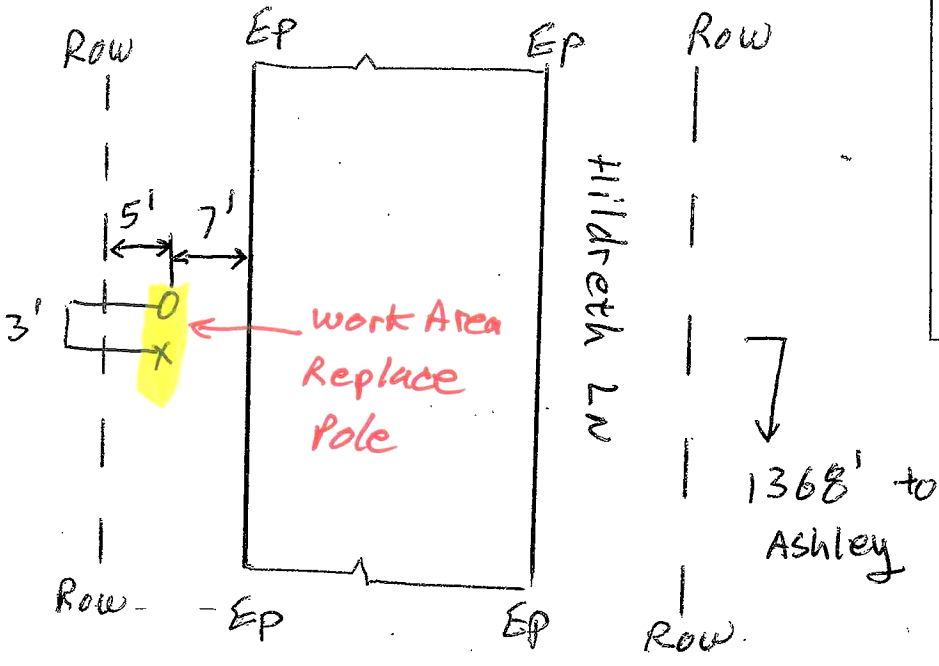 Row
Ep
Ep
Row
5'
7'
3'
O
X
work Area
Replace
Pole
Hildreth LN
1368' to
Ashley
Row
Ep
Ep
Row